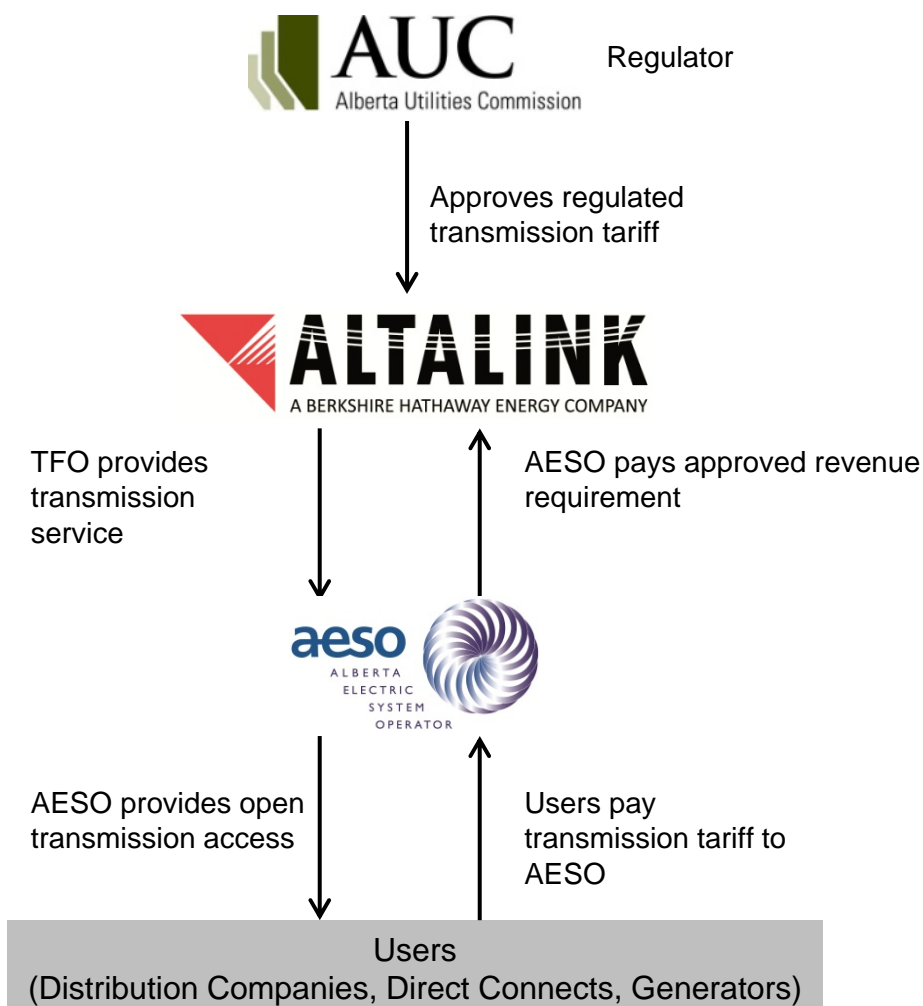 AUC
Regulator
Alberta Utilities Commission
Approves regulated
transmission tariff
ALTALINK
A BERKSHIRE HATHAWAY ENERGY COMPANY
TFO provides
transmission
service
AESO pays approved revenue
requirement
aeso
ALBERTA
ELECTRIC
SYSTEM
OPERATOR
AESO provides open
transmission access
Users pay
transmission tariff to
AESO
Users
(Distribution Companies, Direct Connects, Generators)